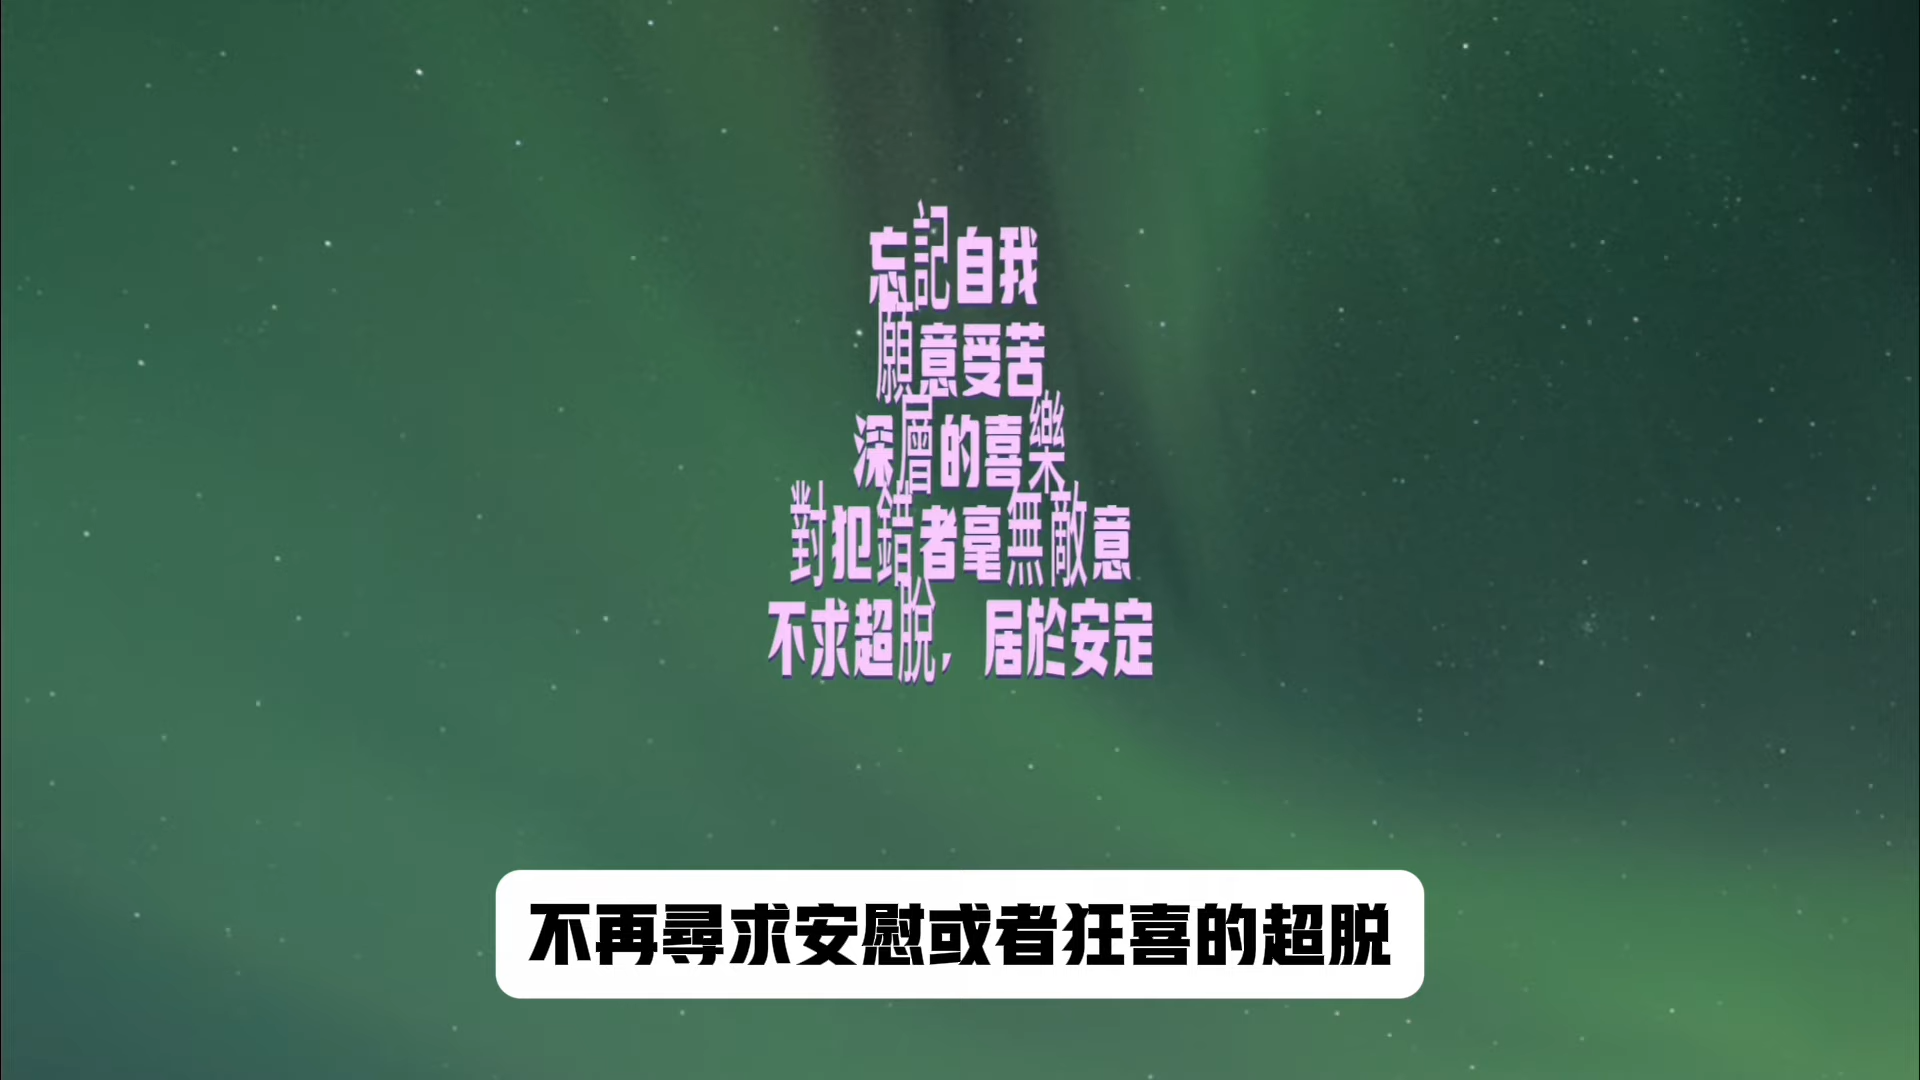 忘記自我
願意受苦
深層的喜樂
對犯錯者毫無敵意
不求超脫，居於安定
不再尋求安慰或者狂喜的超脫